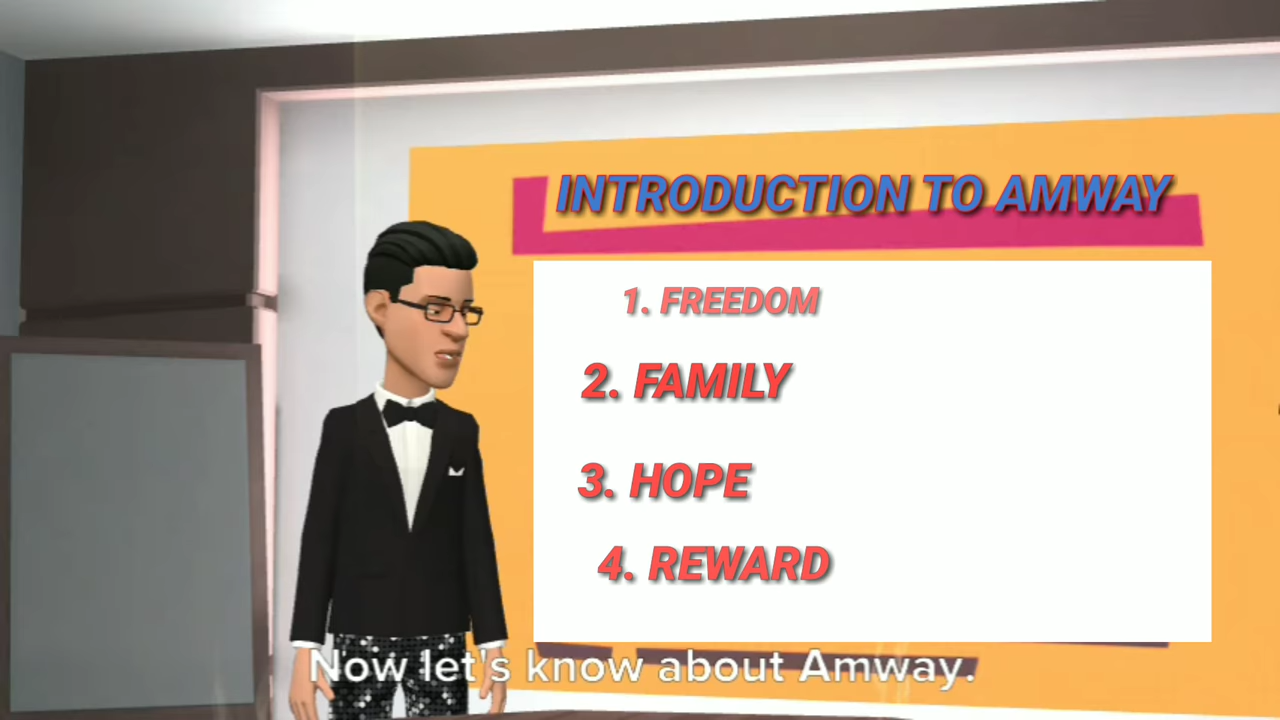 INTRODUCTION TO AMWAY
1. FREEDOM
2. FAMILY
3. HOPE
4. REWARD
Now let's know about Amway.